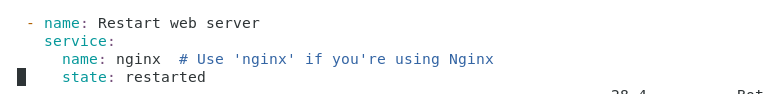 - name: Restart web server
  service:
    name: nginx  # Use 'nginx' if you're using Nginx
    state: restarted